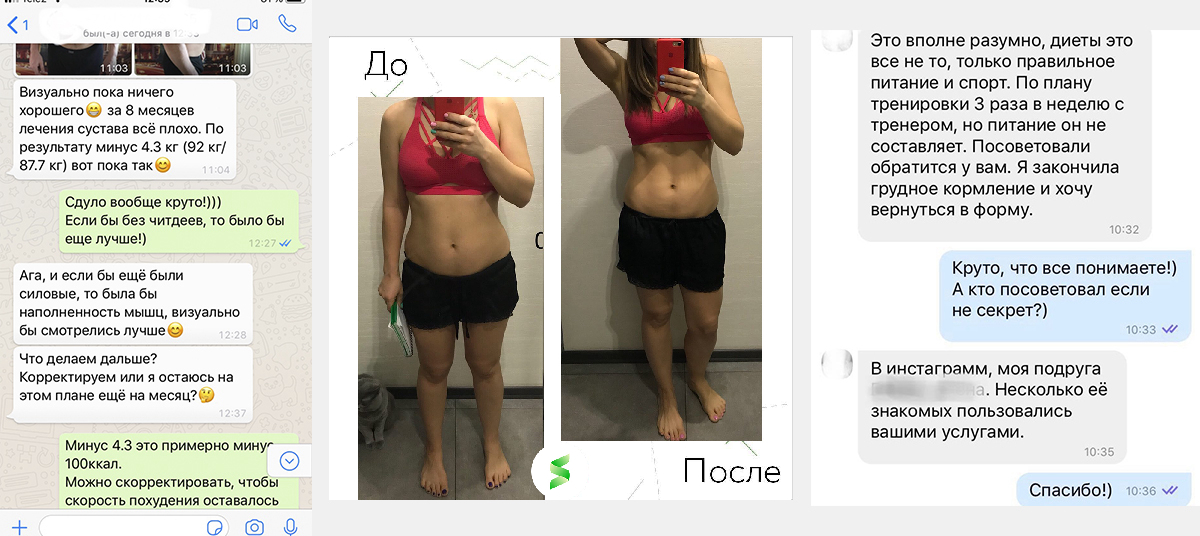 1
был(-а) сегодня в
11:03
11:03
Визуально пока ничего
хорошего😁 за 8 месяцев
лечения сустава всё плохо. По
результату минус 4.3 кг (92 кг/
87.7 кг) вот пока так😊
11:04
Сдуло вообще круто!)))
Если бы без читдеев, то было бы
еще лучше!)
12:27
Ага, и если бы ещё были
силовые, то была бы
наполненность мышц, визуально
бы смотрелись лучше😊
12:28
Что делаем дальше?
Корректируем или я остаюсь на
этом плане ещё на месяц?🤔
12:37
Минус 4.3 это примерно минус
100ккал.
Можно скорректировать, чтобы
скорость похудения оставалось
До
После
Это вполне разумно, диеты это
все не то, только правильное
питание и спорт. По плану
тренировки 3 раза в неделю с
тренером, но питание он не
составляет. Посоветовали
обратится у вам. Я закончила
грудное кормление и хочу
вернуться в форму.
10:32
Круто, что все понимаете!)
А кто посоветовал если
не секрет?)
10:33
В инстаграмм, моя подруга
. Несколько её
знакомых пользовались
вашими услугами.
10:35
Спасибо!)
10:36